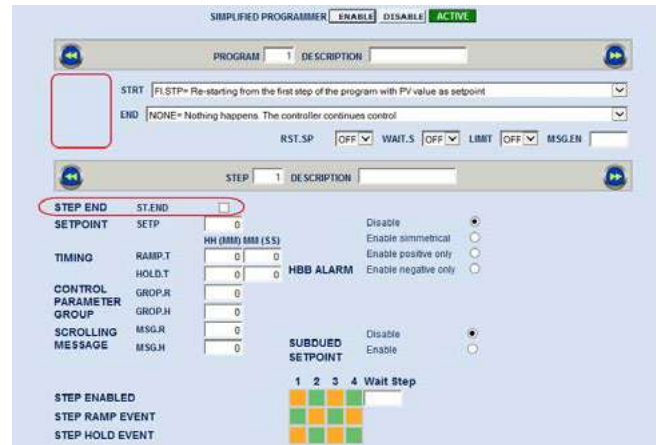 SIMPLIFIED PROGRAMMER ENABLE DISABLE ACTIVE
PROGRAM 1 DESCRIPTION
STRT FI.STP= Re-starting from the first step of the program with PV value as setpoint
END NONE= Nothing happens. The controller continues control
RST.SP OFF WAIT.S OFF LIMIT OFF MSG.EN
STEP 1 DESCRIPTION
STEP END ST.END
SETPOINT SETP 0 Disable
HH (MM) MM (SS) Enable simmetrical
TIMING RAMP.T 0 0 Enable positive only
HOLD.T 0 0 HBB ALARM Enable negative only
CONTROL PARAMETER GROUP GROP.R 0
GROP.H 0
SCROLLING MESSAGE MSG.R 0 Disable
MSG.H 0 SUBDUED SETPOINT Enable
1 2 3 4 Wait Step
STEP ENABLED
STEP RAMP EVENT
STEP HOLD EVENT